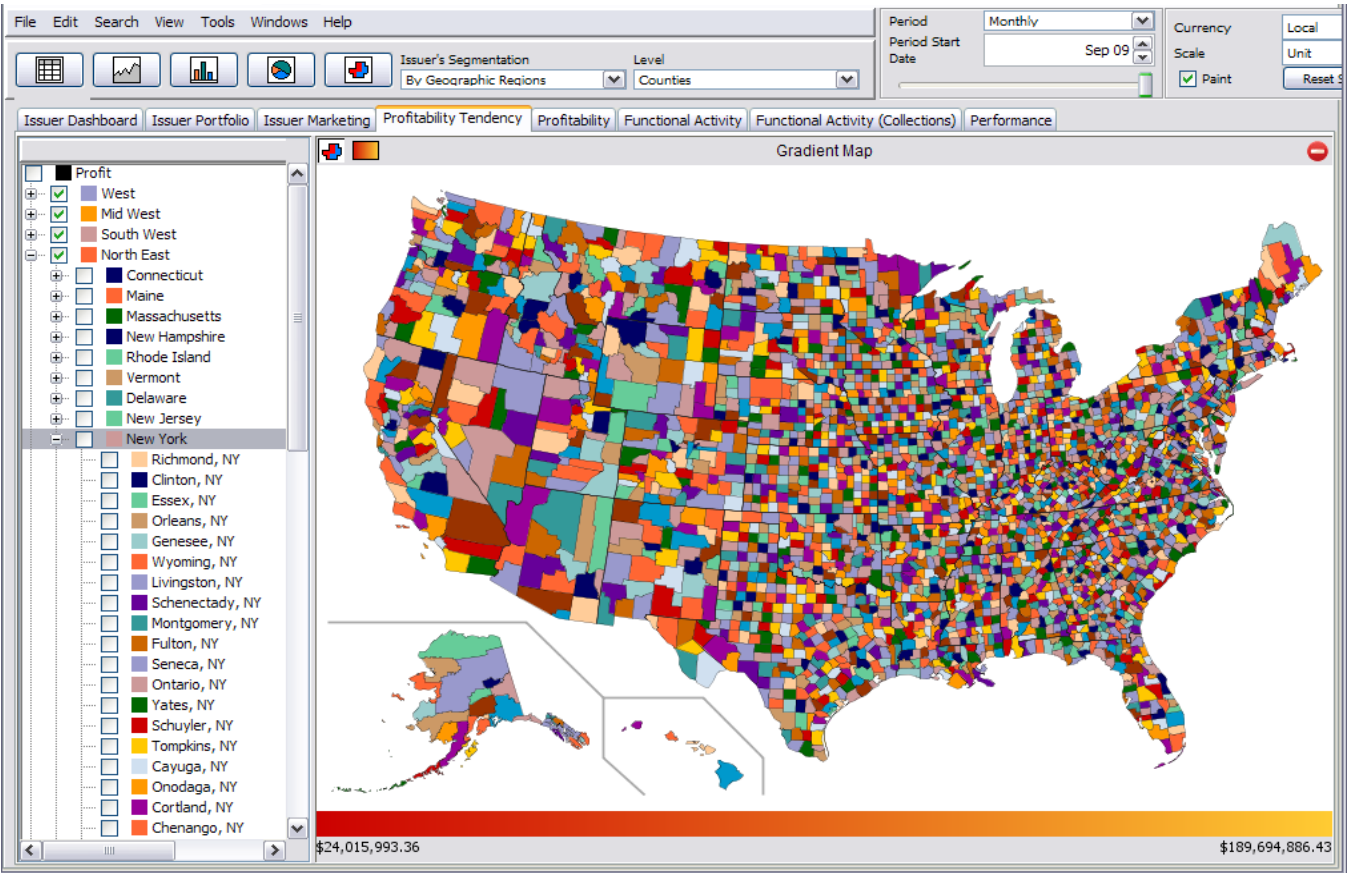 File Edit Search View Tools Windows Help
Period Monthly
Period Start Date Sep 09
Currency Local
Scale Unit
Paint Reset
Issuer's Segmentation Level
By Geographic Regions Counties
Issuer Dashboard Issuer Portfolio Issuer Marketing Profitability Tendency Profitability Functional Activity Functional Activity (Collections) Performance
Gradient Map
Profit
West
Mid West
South West
North East
Connecticut
Maine
Massachusetts
New Hampshire
Rhode Island
Vermont
Delaware
New Jersey
New York
Richmond, NY
Clinton, NY
Essex, NY
Orleans, NY
Genesee, NY
Wyoming, NY
Livingston, NY
Schenectady, NY
Montgomery, NY
Fulton, NY
Seneca, NY
Ontario, NY
Yates, NY
Schuyler, NY
Tompkins, NY
Cayuga, NY
Onodaga, NY
Cortland, NY
Chenango, NY
$24,015,993.36 $189,694,886.43